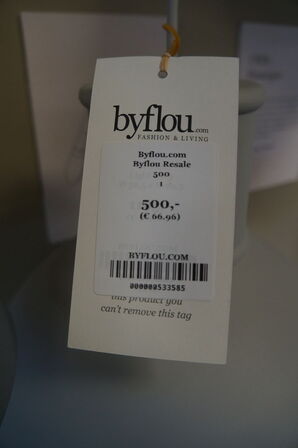 byflou.com
FASHION & LIVING
Byflou.com
Byflou Resale
500
1
500,-
(€ 66.96)
BYFLOU.COM
000009533585
this product you
can't remove this tag